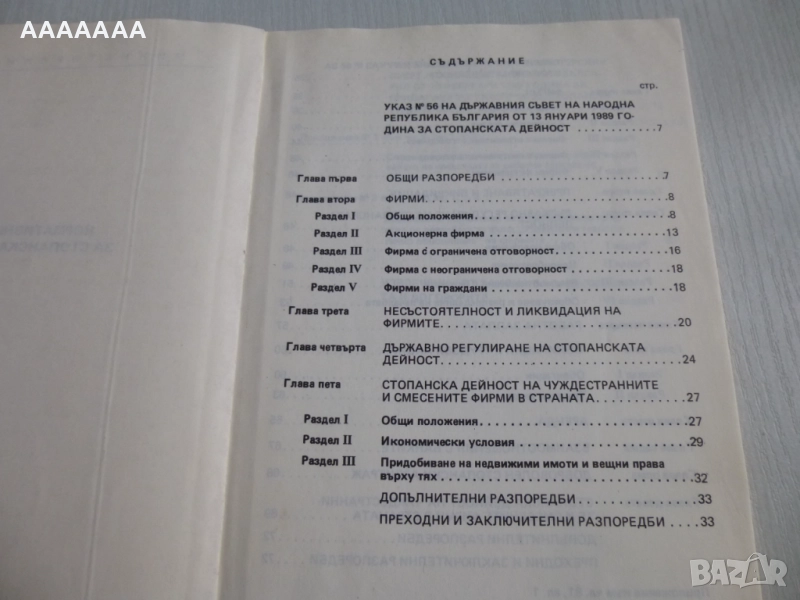 AAAAAAA
СЪДЪРЖАНИЕ
стр.
УКАЗ № 56 НА ДЪРЖАВНИЯ СЪВЕТ НА НАРОДНА
РЕПУБЛИКА БЪЛГАРИЯ ОТ 13 ЯНУАРИ 1989 ГО-
ДИНА ЗА СТОПАНСКАТА ДЕЙНОСТ . . . . . . . . . . . . 7
Глава първа ОБЩИ РАЗПОРЕДБИ . . . . . . . . . . . . . . . . . . . . . . . . 7
Глава втора ФИРМИ. . . . . . . . . . . . . . . . . . . . . . . . . . . . . . . . . . . 8
Раздел I Общи положения. . . . . . . . . . . . . . . . . . . . . . . . . . . . 8
Раздел II Акционерна фирма . . . . . . . . . . . . . . . . . . . . . . . . . 13
Раздел III Фирма с ограничена отговорност. . . . . . . . . . . . . . . . 16
Раздел IV Фирма с неограничена отговорност . . . . . . . . . . . . . . 18
Раздел V Фирми на граждани . . . . . . . . . . . . . . . . . . . . . . . . . 18
Глава трета НЕСЪСТОЯТЕЛНОСТ И ЛИКВИДАЦИЯ НА
ФИРМИТЕ. . . . . . . . . . . . . . . . . . . . . . . . . . . . . . . 20
Глава четвърта ДЪРЖАВНО РЕГУЛИРАНЕ НА СТОПАНСКАТА
ДЕЙНОСТ. . . . . . . . . . . . . . . . . . . . . . . . . . . . . . . . 24
Глава пета СТОПАНСКА ДЕЙНОСТ НА ЧУЖДЕСТРАННИТЕ
И СМЕСЕНИТЕ ФИРМИ В СТРАНАТА. . . . . . . . . . . . 27
Раздел I Общи положения. . . . . . . . . . . . . . . . . . . . . . . . . . . . 27
Раздел II Икономически условия . . . . . . . . . . . . . . . . . . . . . . . 29
Раздел III Придобиване на недвижими имоти и вещни права
върху тях . . . . . . . . . . . . . . . . . . . . . . . . . . . . . . . . . 32
ДОПЪЛНИТЕЛНИ РАЗПОРЕДБИ . . . . . . . . . . . . . . . 33
ПРЕХОДНИ И ЗАКЛЮЧИТЕЛНИ РАЗПОРЕДБИ . . . . 33
BAZAR
bg